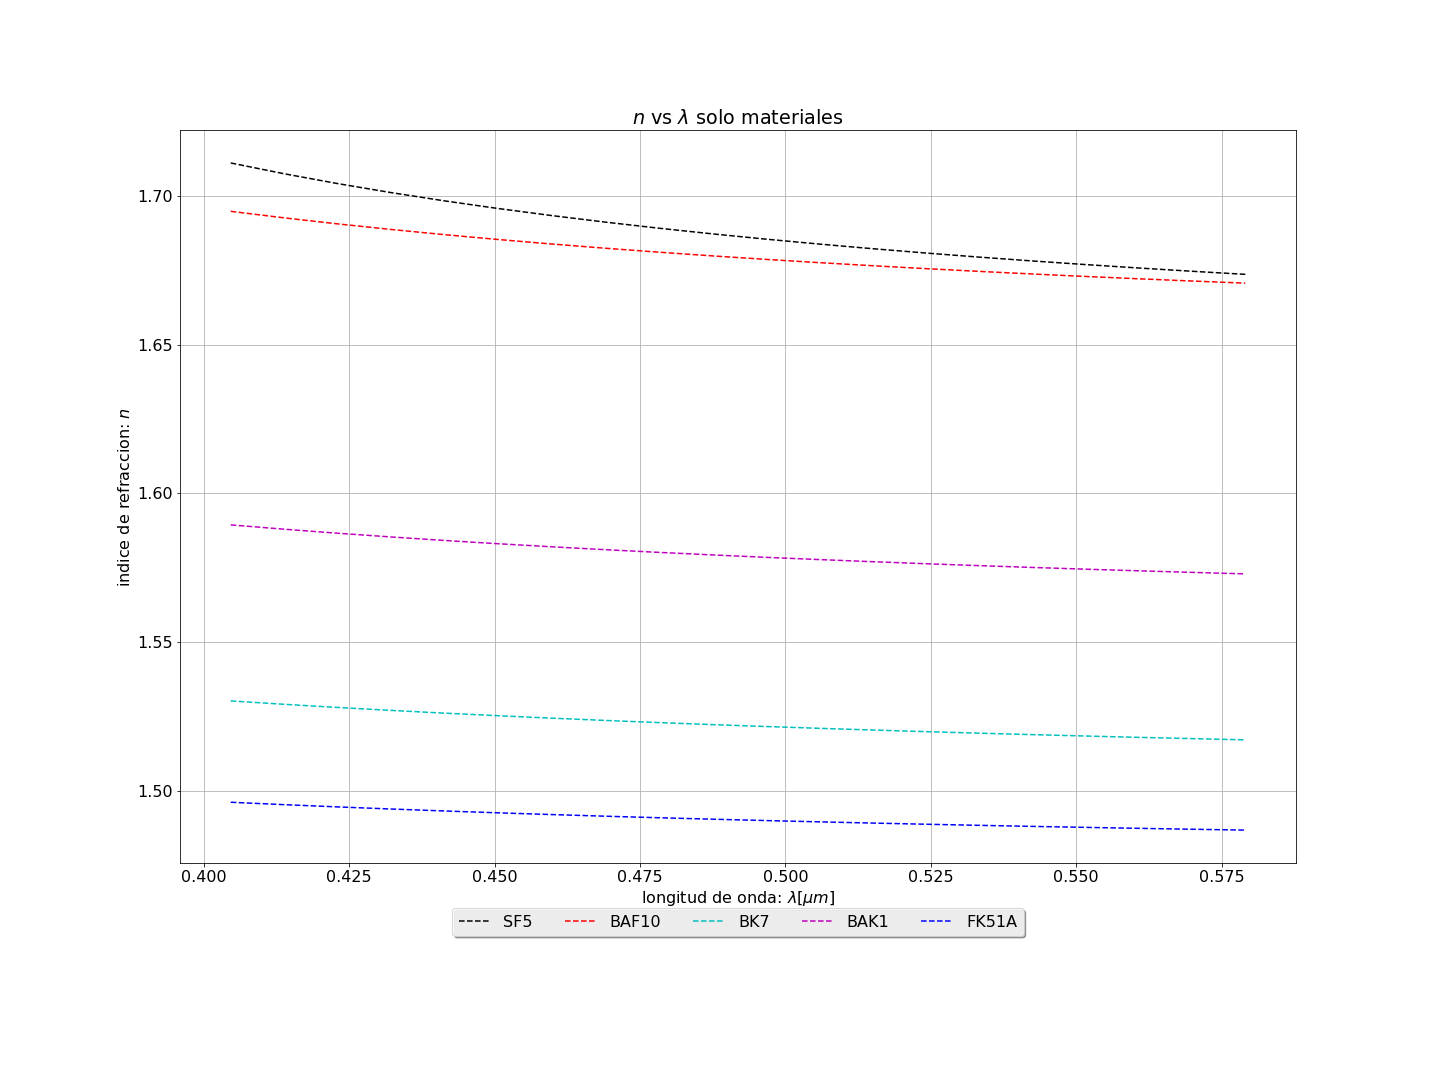 n vs λ solo materiales
1.70
1.65
1.60
1.55
1.50
indice de refraccion: n
0.400 0.425 0.450 0.475 0.500 0.525 0.550 0.575
longitud de onda: λ[μm]
SF5 BAF10 BK7 BAK1 FK51A